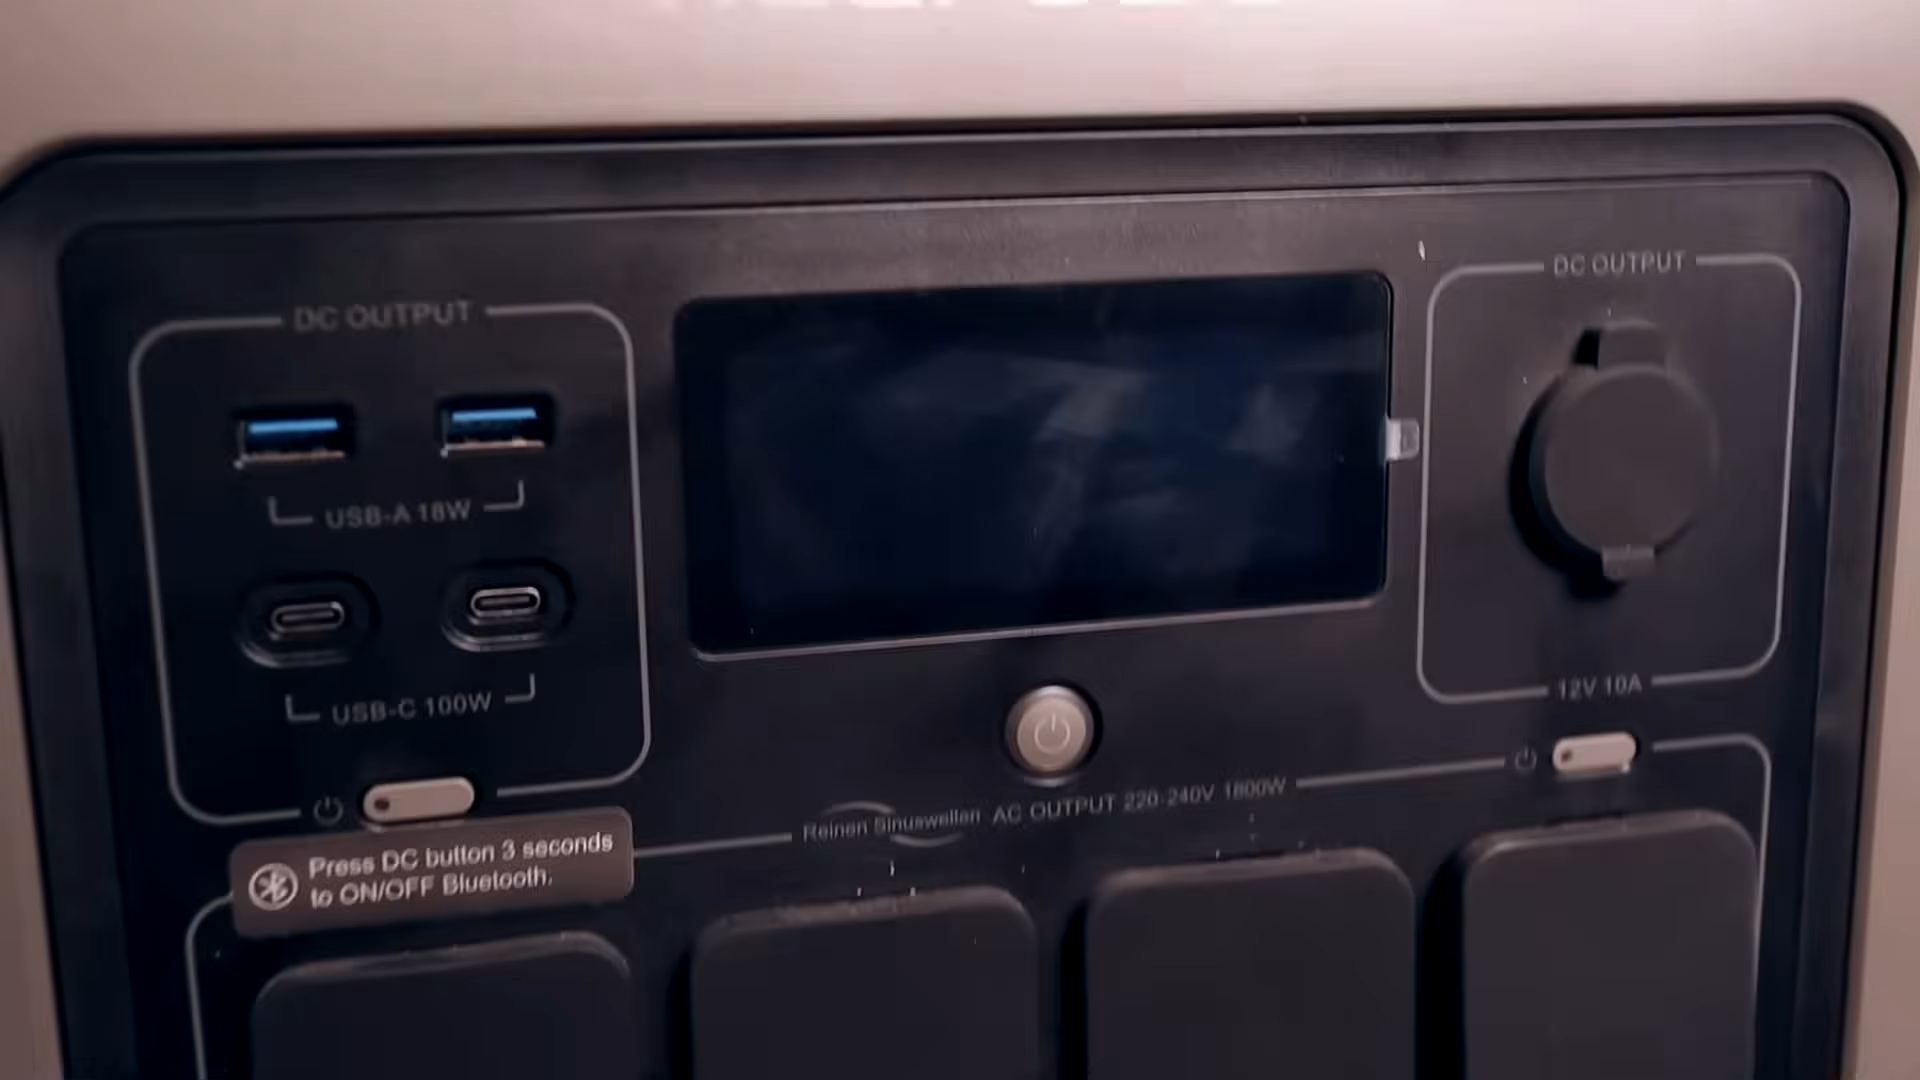 DC OUTPUT
USB-A 18W
USB-C 100W
Press DC button 3 seconds
to ON/OFF Bluetooth.
DC OUTPUT
12V 10A
Reinen Sinuswellen AC OUTPUT 220-240V 1800W